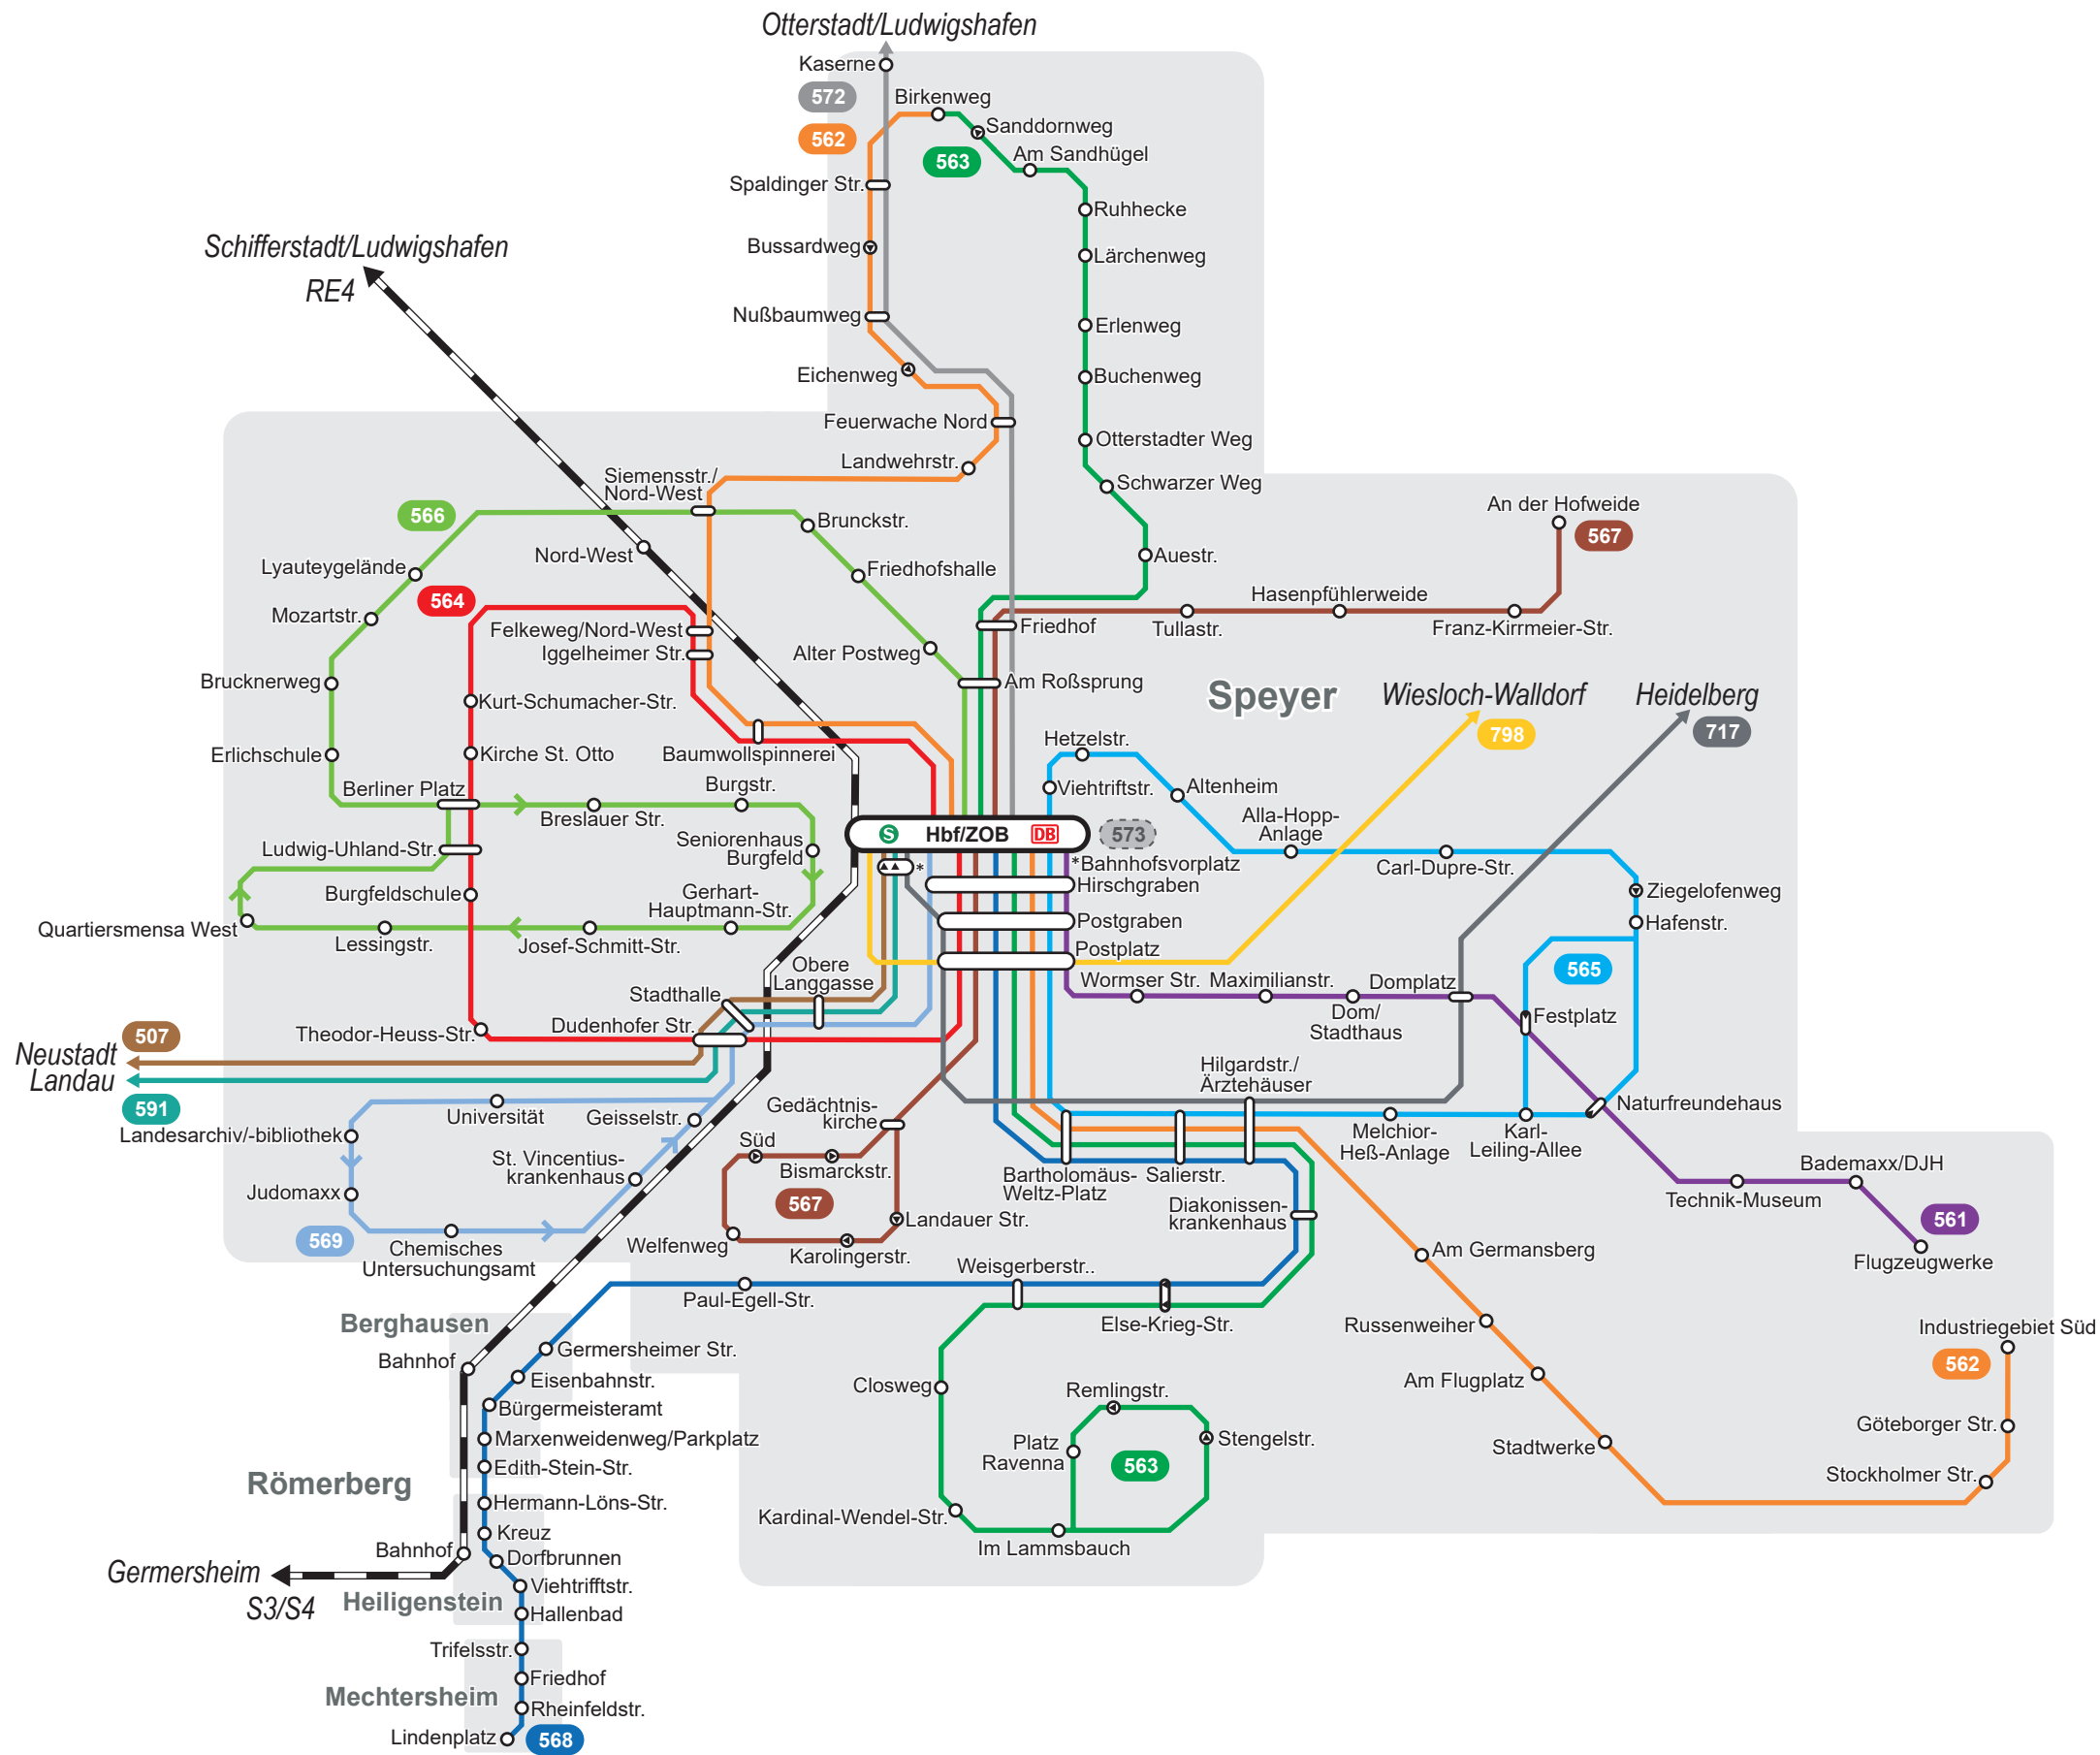 Otterstadt/Ludwigshafen
Kaserne
572
Birkenweg
562
Sanddornweg
563
Am Sandhügel
Spaldinger Str.
Ruhhecke
Bussardweg
Lärchenweg
Schifferstadt/Ludwigshafen
RE4
Nußbaumweg
Erlenweg
Eichenweg
Buchenweg
Feuerwache Nord
Otterstadter Weg
Landwehrstr.
Schwarzer Weg
Siemensstr./
Nord-West
566
Brunckstr.
An der Hofweide
567
Nord-West
Auestr.
Lyauteygelände
Friedhofshalle
564
Hasenpfühlerweide
Mozartstr.
Felkeweg/Nord-West
Friedhof
Tullastr.
Franz-Kirrmeier-Str.
Iggelheimer Str.
Alter Postweg
Brucknerweg
Am Roßsprung
Speyer
Wiesloch-Walldorf
Heidelberg
Kurt-Schumacher-Str.
798
717
Hetzelstr.
Erlichschule
Kirche St. Otto
Baumwollspinnerei
Berliner Platz
Burgstr.
Viehtriftstr.
Altenheim
Breslauer Str.
Alla-Hopp-
Anlage
S
Hbf/ZOB
DB
573
Seniorenhaus
Burgfeld
Ludwig-Uhland-Str.
*
*Bahnhofsvorplatz
Carl-Dupre-Str.
Hirschgraben
Burgfeldschule
Gerhart-
Hauptmann-Str.
Ziegelofenweg
Postgraben
Hafenstr.
Quartiersmensa West
Lessingstr.
Josef-Schmitt-Str.
Postplatz
Obere
Langgasse
565
Wormser Str.
Maximilianstr.
Domplatz
Stadthalle
Dom/
Stadthaus
Festplatz
Dudenhofer Str.
Theodor-Heuss-Str.
507
Neustadt
Landau
591
Hilgardstr./
Ärztehäuser
Universität
Geisselstr.
Gedächtnis-
kirche
Naturfreundehaus
Landesarchiv/-bibliothek
Süd
Bismarckstr.
Melchior-
Heß-Anlage
Karl-
Leiling-Allee
St. Vincentius-
krankenhaus
Bartholomäus-
Weltz-Platz
Salierstr.
Bademaxx/DJH
Judomaxx
567
Technik-Museum
Diakonissen-
krankenhaus
561
Landauer Str.
569
Chemisches
Untersuchungsamt
Welfenweg
Karolingerstr.
Am Germansberg
Flugzeugwerke
Weisgerberstr..
Paul-Egell-Str.
Else-Krieg-Str.
Berghausen
Russenweiher
Industriegebiet Süd
Bahnhof
Germersheimer Str.
562
Eisenbahnstr.
Closweg
Remlingstr.
Am Flugplatz
Bürgermeisteramt
Göteborger Str.
Marxenweidenweg/Parkplatz
Platz
Ravenna
563
Stengelstr.
Stadtwerke
Edith-Stein-Str.
Stockholmer Str.
Römerberg
Hermann-Löns-Str.
Kardinal-Wendel-Str.
Kreuz
Im Lammsbauch
Bahnhof
Dorfbrunnen
Germersheim
S3/S4
Viehtrifftstr.
Heiligenstein
Hallenbad
Trifelsstr.
Friedhof
Mechtersheim
Rheinfeldstr.
Lindenplatz
568